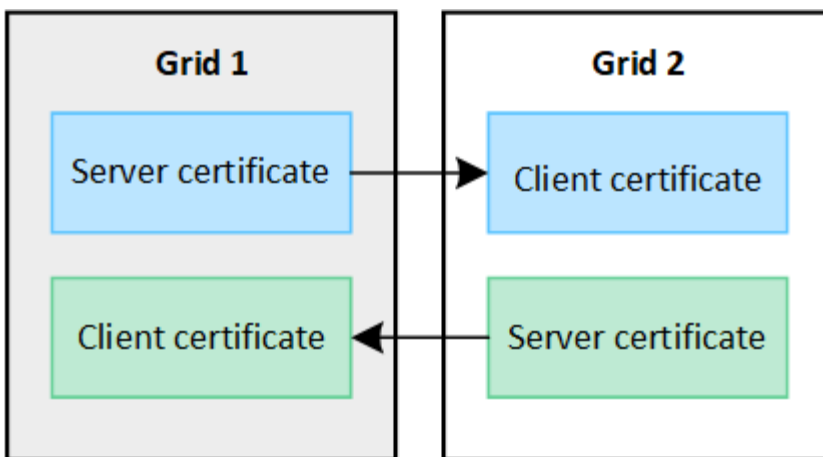 Grid 1
Server certificate
Client certificate
Grid 2
Client certificate
Server certificate